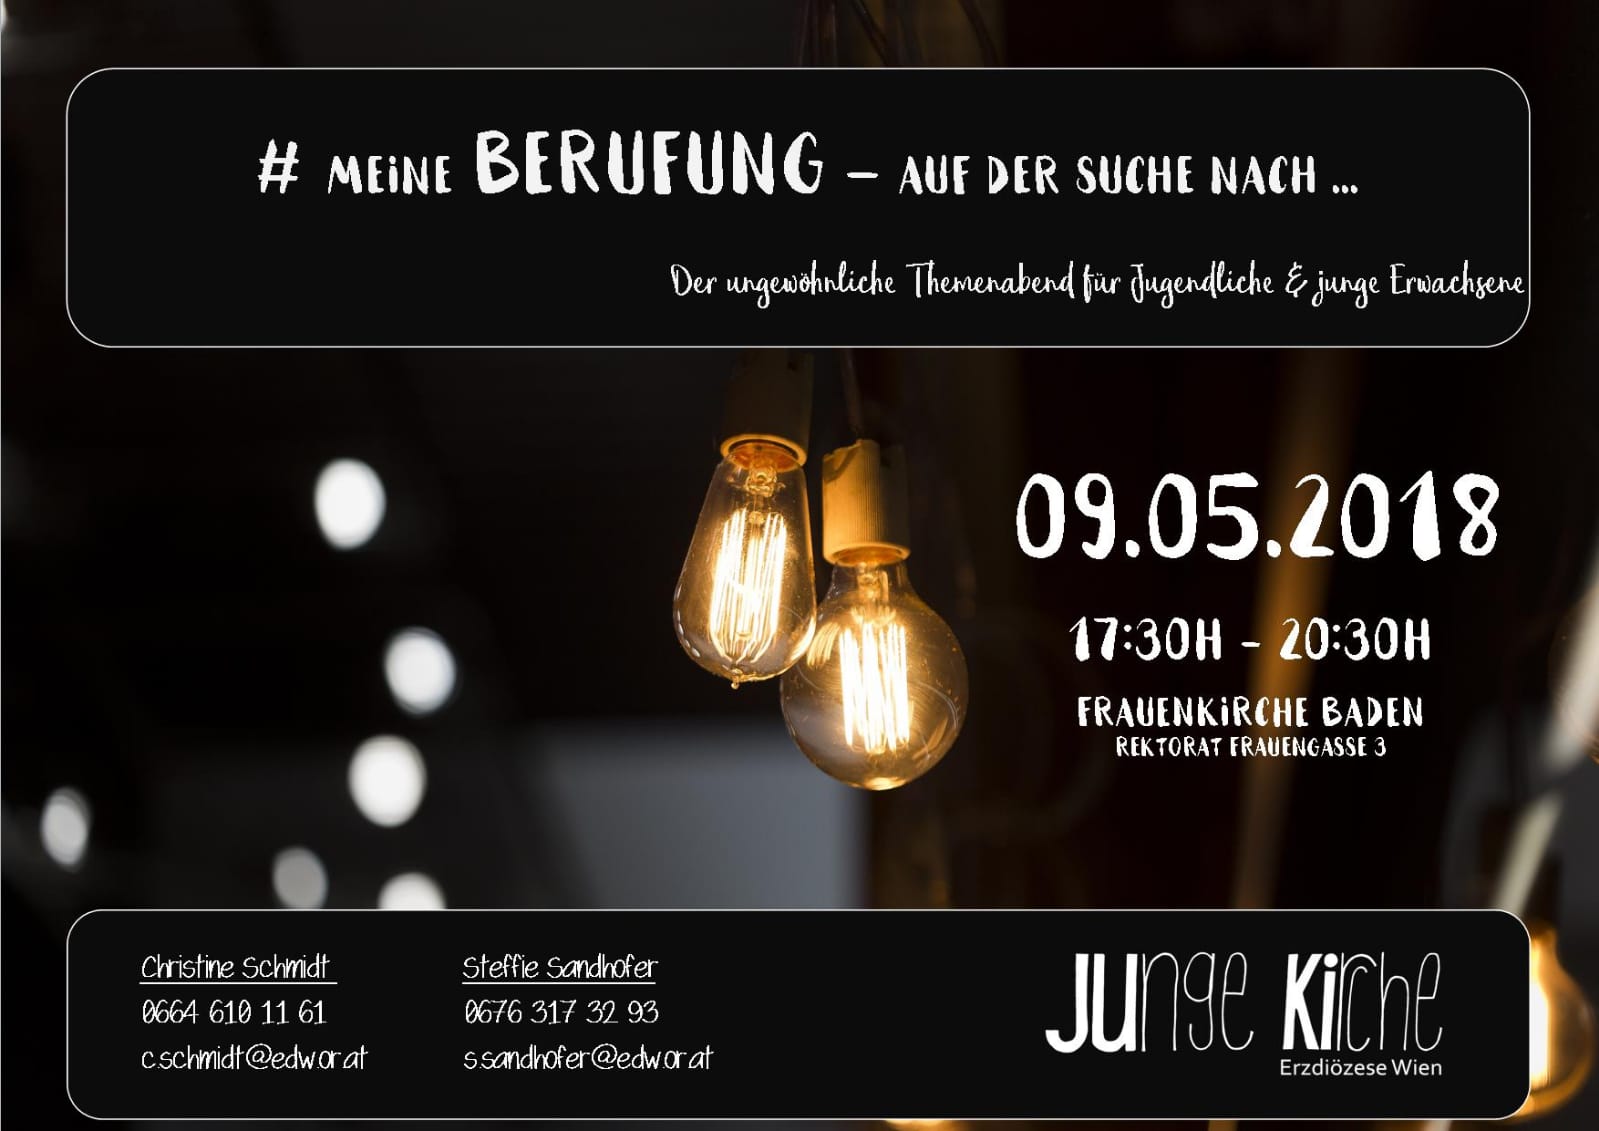 # MEiNE BERUFUNG – AUF DER SUCHE NACH ...
Der ungewöhnliche Themenabend für Jugendliche & junge Erwachsene
09.05.2018
17:30H - 20:30H
FRAUENKiRCHE BADEN
REKTORAT FRAUENGASSE 3
Christine Schmidt
0664 610 11 61
c.schmidt@edw.or.at
Steffie Sandhofer
0676 317 32 93
s.sandhofer@edw.or.at
JUnge Kirche
Erzdiözese Wien